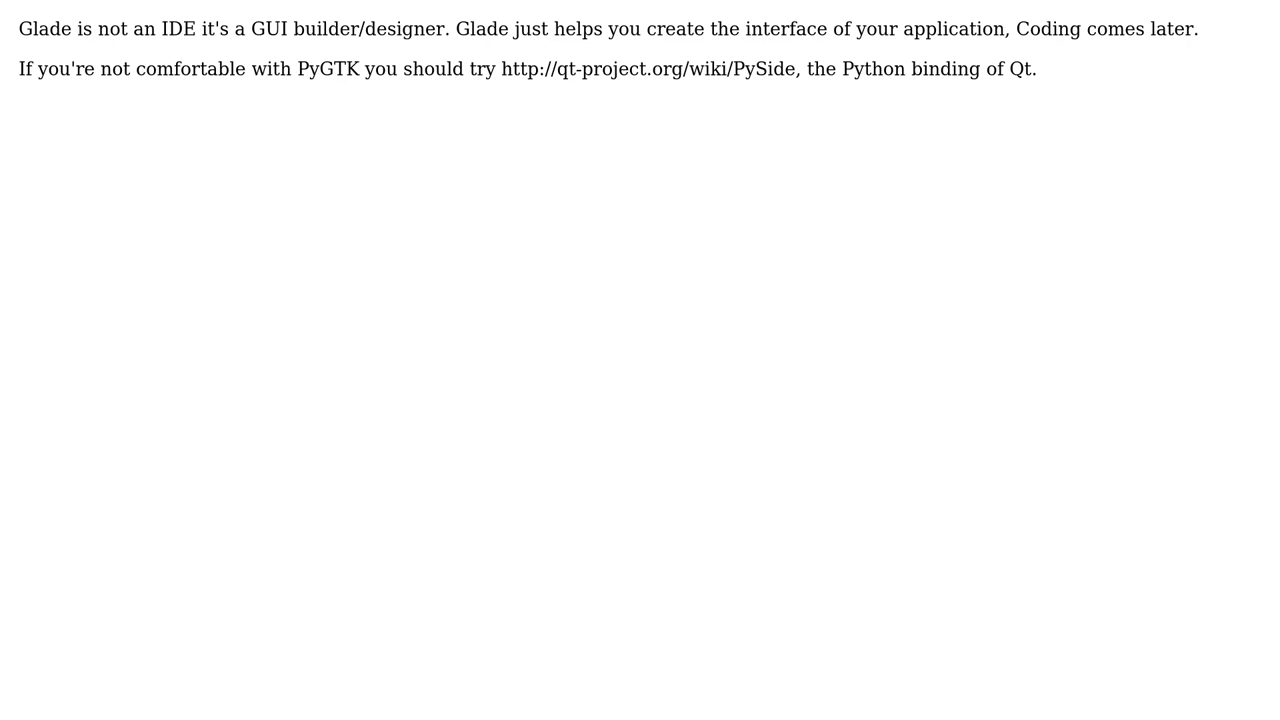 Glade is not an IDE it's a GUI builder/designer. Glade just helps you create the interface of your application, Coding comes later.
If you're not comfortable with PyGTK you should try http://qt-project.org/wiki/PySide, the Python binding of Qt.